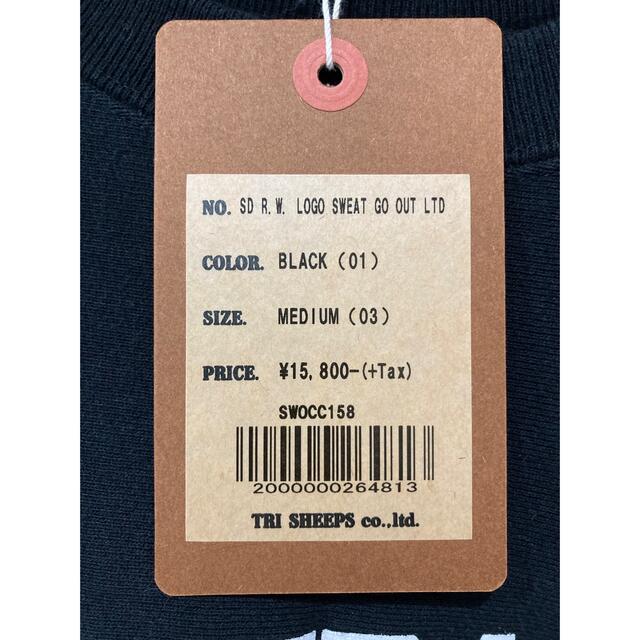 NO. SD R.W. LOGO SWEAT GO OUT LTD
COLOR. BLACK (01)
SIZE. MEDIUM (03)
PRICE. ¥15,800-(+Tax)
SWOCC158
2000000264813
TRI SHEEPS co.,ltd.